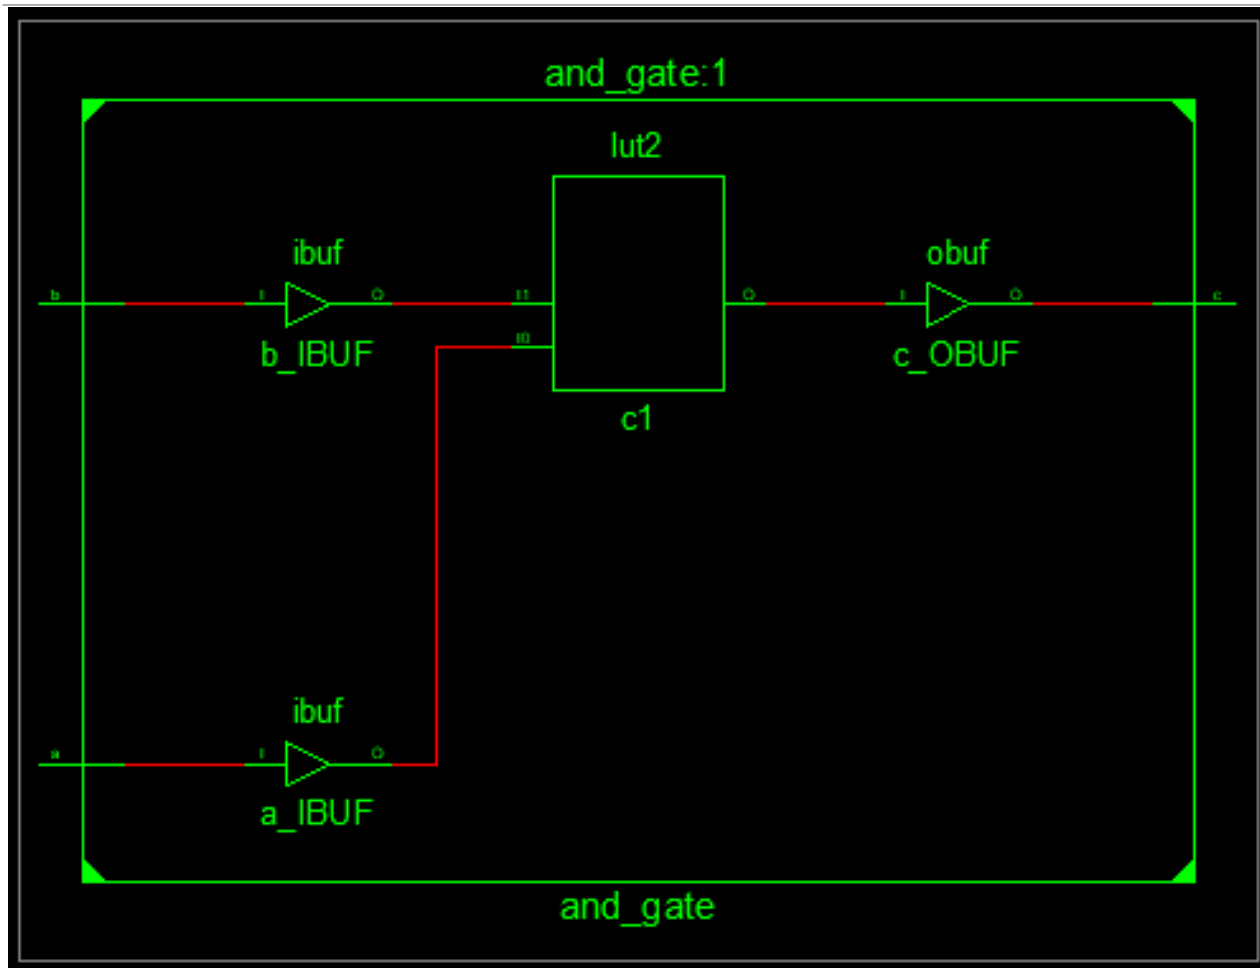 and_gate:1
lut2
ibuf
obuf
b
I
O
I1
O
I
O
c
I0
b_IBUF
c_OBUF
c1
ibuf
a
I
O
a_IBUF
and_gate